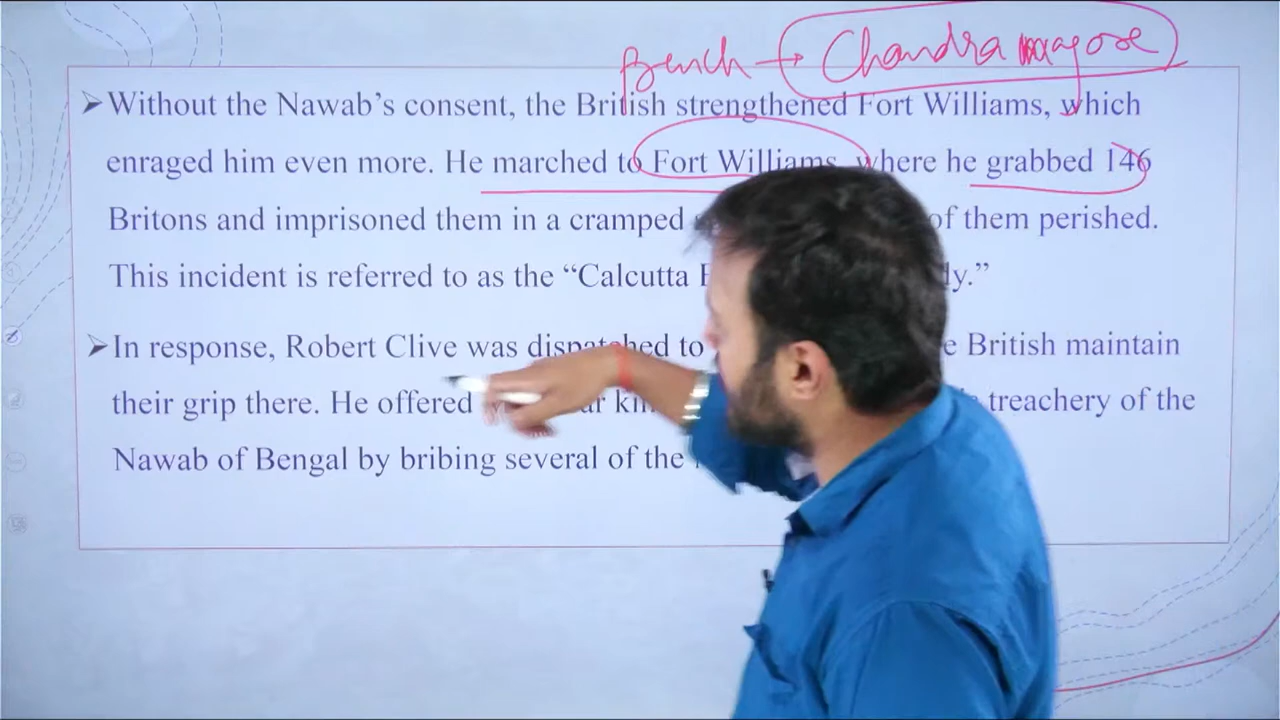 French → Chandranagore
➤Without the Nawab’s consent, the British strengthened Fort Williams, which
enraged him even more. He marched to Fort Williams, where he grabbed 146
Britons and imprisoned them in a cramped of them perished.
This incident is referred to as the “Calcutta
➤In response, Robert Clive was dispatched to British maintain
their grip there. He offered treachery of the
Nawab of Bengal by bribing several of the